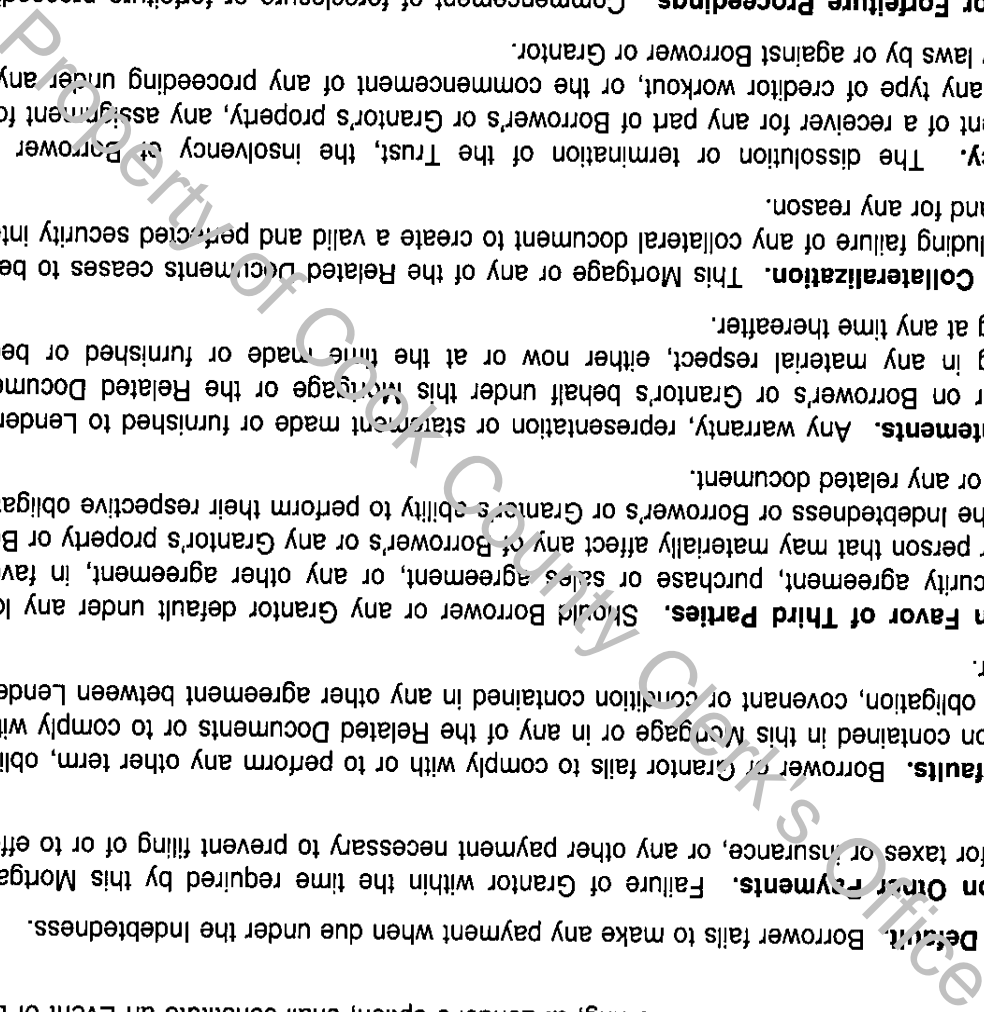 ing, at Lender's option, shall constitute an Event of
Default. Borrower fails to make any payment when due under the Indebtedness.
on Other Payments. Failure of Grantor within the time required by this Mortgag
for taxes or insurance, or any other payment necessary to prevent filing of or to effe
faults. Borrower or Grantor fails to comply with or to perform any other term, obli
on contained in this Mortgage or in any of the Related Documents or to comply wi
obligation, covenant or condition contained in any other agreement between Lende
r.
n Favor of Third Parties. Should Borrower or any Grantor default under any lo
curity agreement, purchase or sales agreement, or any other agreement, in fav
r person that may materially affect any of Borrower's or any Grantor's property or B
he Indebtedness or Borrower's or Grantor's ability to perform their respective obliga
or any related document.
tements. Any warranty, representation or statement made or furnished to Lender
r on Borrower's or Grantor's behalf under this Mortgage or the Related Docume
g in any material respect, either now or at the time made or furnished or bec
g at any time thereafter.
Collateralization. This Mortgage or any of the Related Documents ceases to be
luding failure of any collateral document to create a valid and perfected security int
and for any reason.
cy. The dissolution or termination of the Trust, the insolvency of Borrower
ent of a receiver for any part of Borrower's or Grantor's property, any assignment fo
any type of creditor workout, or the commencement of any proceeding under any
y laws by or against Borrower or Grantor.
or Forfeiture Proceedings. Commencement of foreclosure or forfeiture proceedi
Property of Cook County Clerk's Office